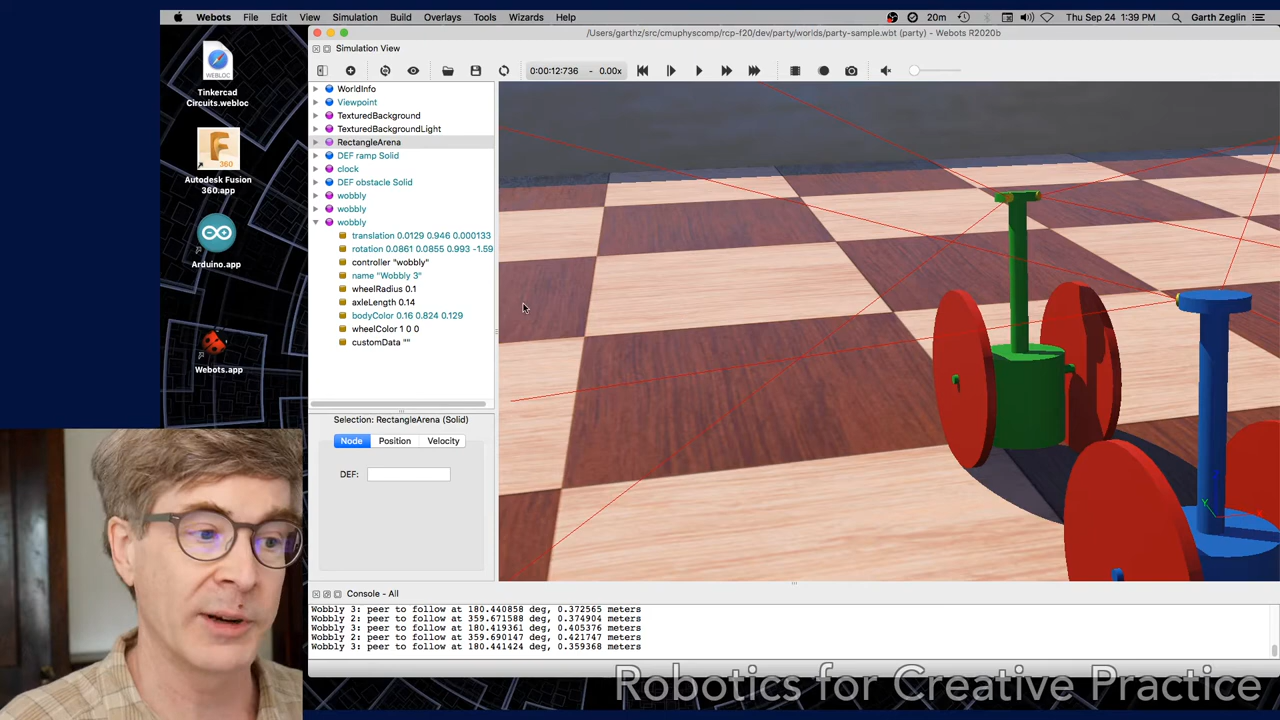 Webots File Edit View Simulation Build Overlays Tools Wizards Help
20m Thu Sep 24 1:39 PM Garth Zeglin
/Users/garthz/src/cmuphyscomp/rcp-f20/dev/party/worlds/party-sample.wbt (party) - Webots R2020b
Simulation View
0:00:12:736 - 0.00x
WEBLOC
Tinkercad
Circuits.webloc
360
Autodesk Fusion
360.app
Arduino.app
Webots.app
WorldInfo
Viewpoint
TexturedBackground
TexturedBackgroundLight
RectangleArena
DEF ramp Solid
clock
DEF obstacle Solid
wobbly
wobbly
wobbly
translation 0.0129 0.946 0.000133
rotation 0.0861 0.0855 0.993 -1.59
controller "wobbly"
name "Wobbly 3"
wheelRadius 0.1
axleLength 0.14
bodyColor 0.16 0.824 0.129
wheelColor 1 0 0
customData ""
Selection: RectangleArena (Solid)
Node Position Velocity
DEF:
Y
Console - All
Wobbly 3: peer to follow at 180.440858 deg, 0.372565 meters
Wobbly 2: peer to follow at 359.671588 deg, 0.374904 meters
Wobbly 3: peer to follow at 180.419361 deg, 0.405376 meters
Wobbly 2: peer to follow at 359.690147 deg, 0.421747 meters
Wobbly 3: peer to follow at 180.441424 deg, 0.359368 meters
Robotics for Creative Practice